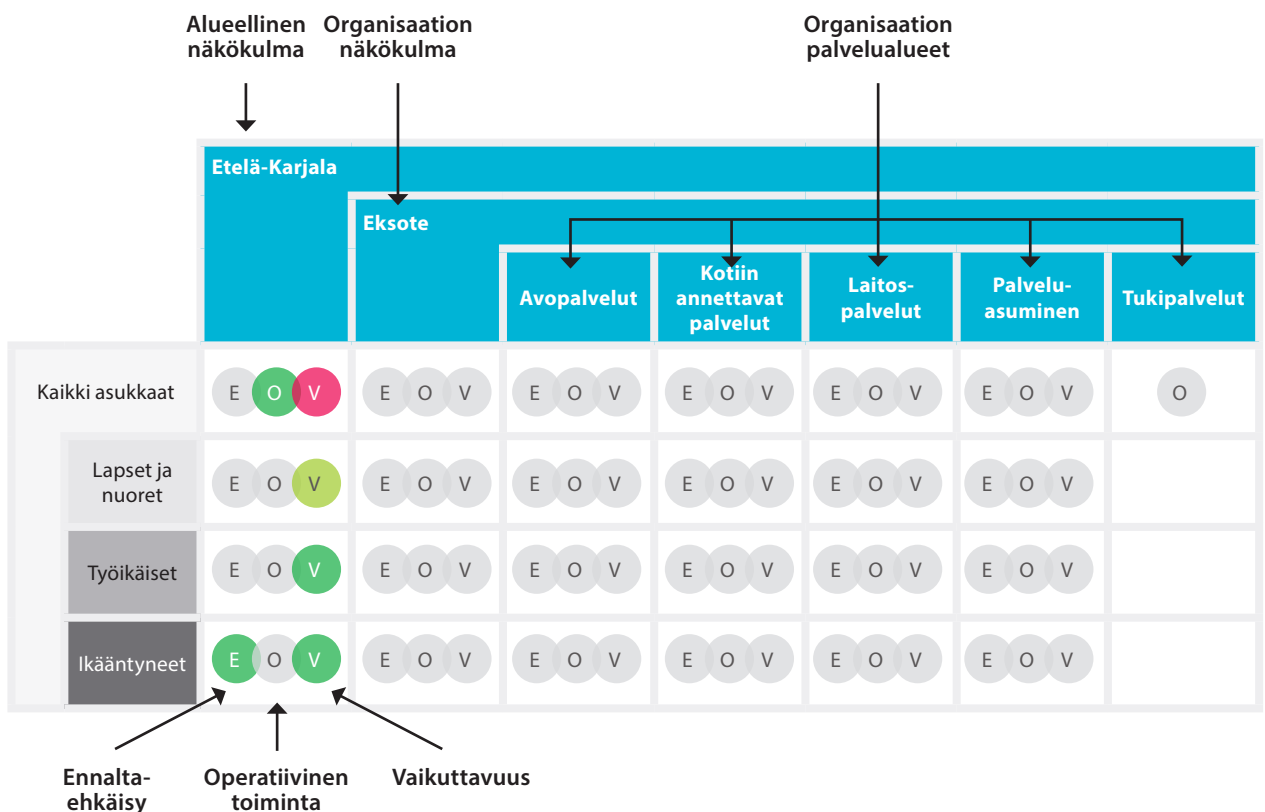 Alueellinen
näkökulma
Organisaation
näkökulma
Organisaation
palvelualueet
Etelä-Karjala
Eksote
Avopalvelut
Kotiin
annettavat
palvelut
Laitos-
palvelut
Palvelu-
asuminen
Tukipalvelut
Kaikki asukkaat
E O V E O V E O V E O V E O V E O V O
Lapset ja
nuoret
E O V E O V E O V E O V E O V E O V
Työikäiset
E O V E O V E O V E O V E O V E O V
Ikääntyneet
E O V E O V E O V E O V E O V E O V
Ennalta-
ehkäisy
Operatiivinen
toiminta
Vaikuttavuus